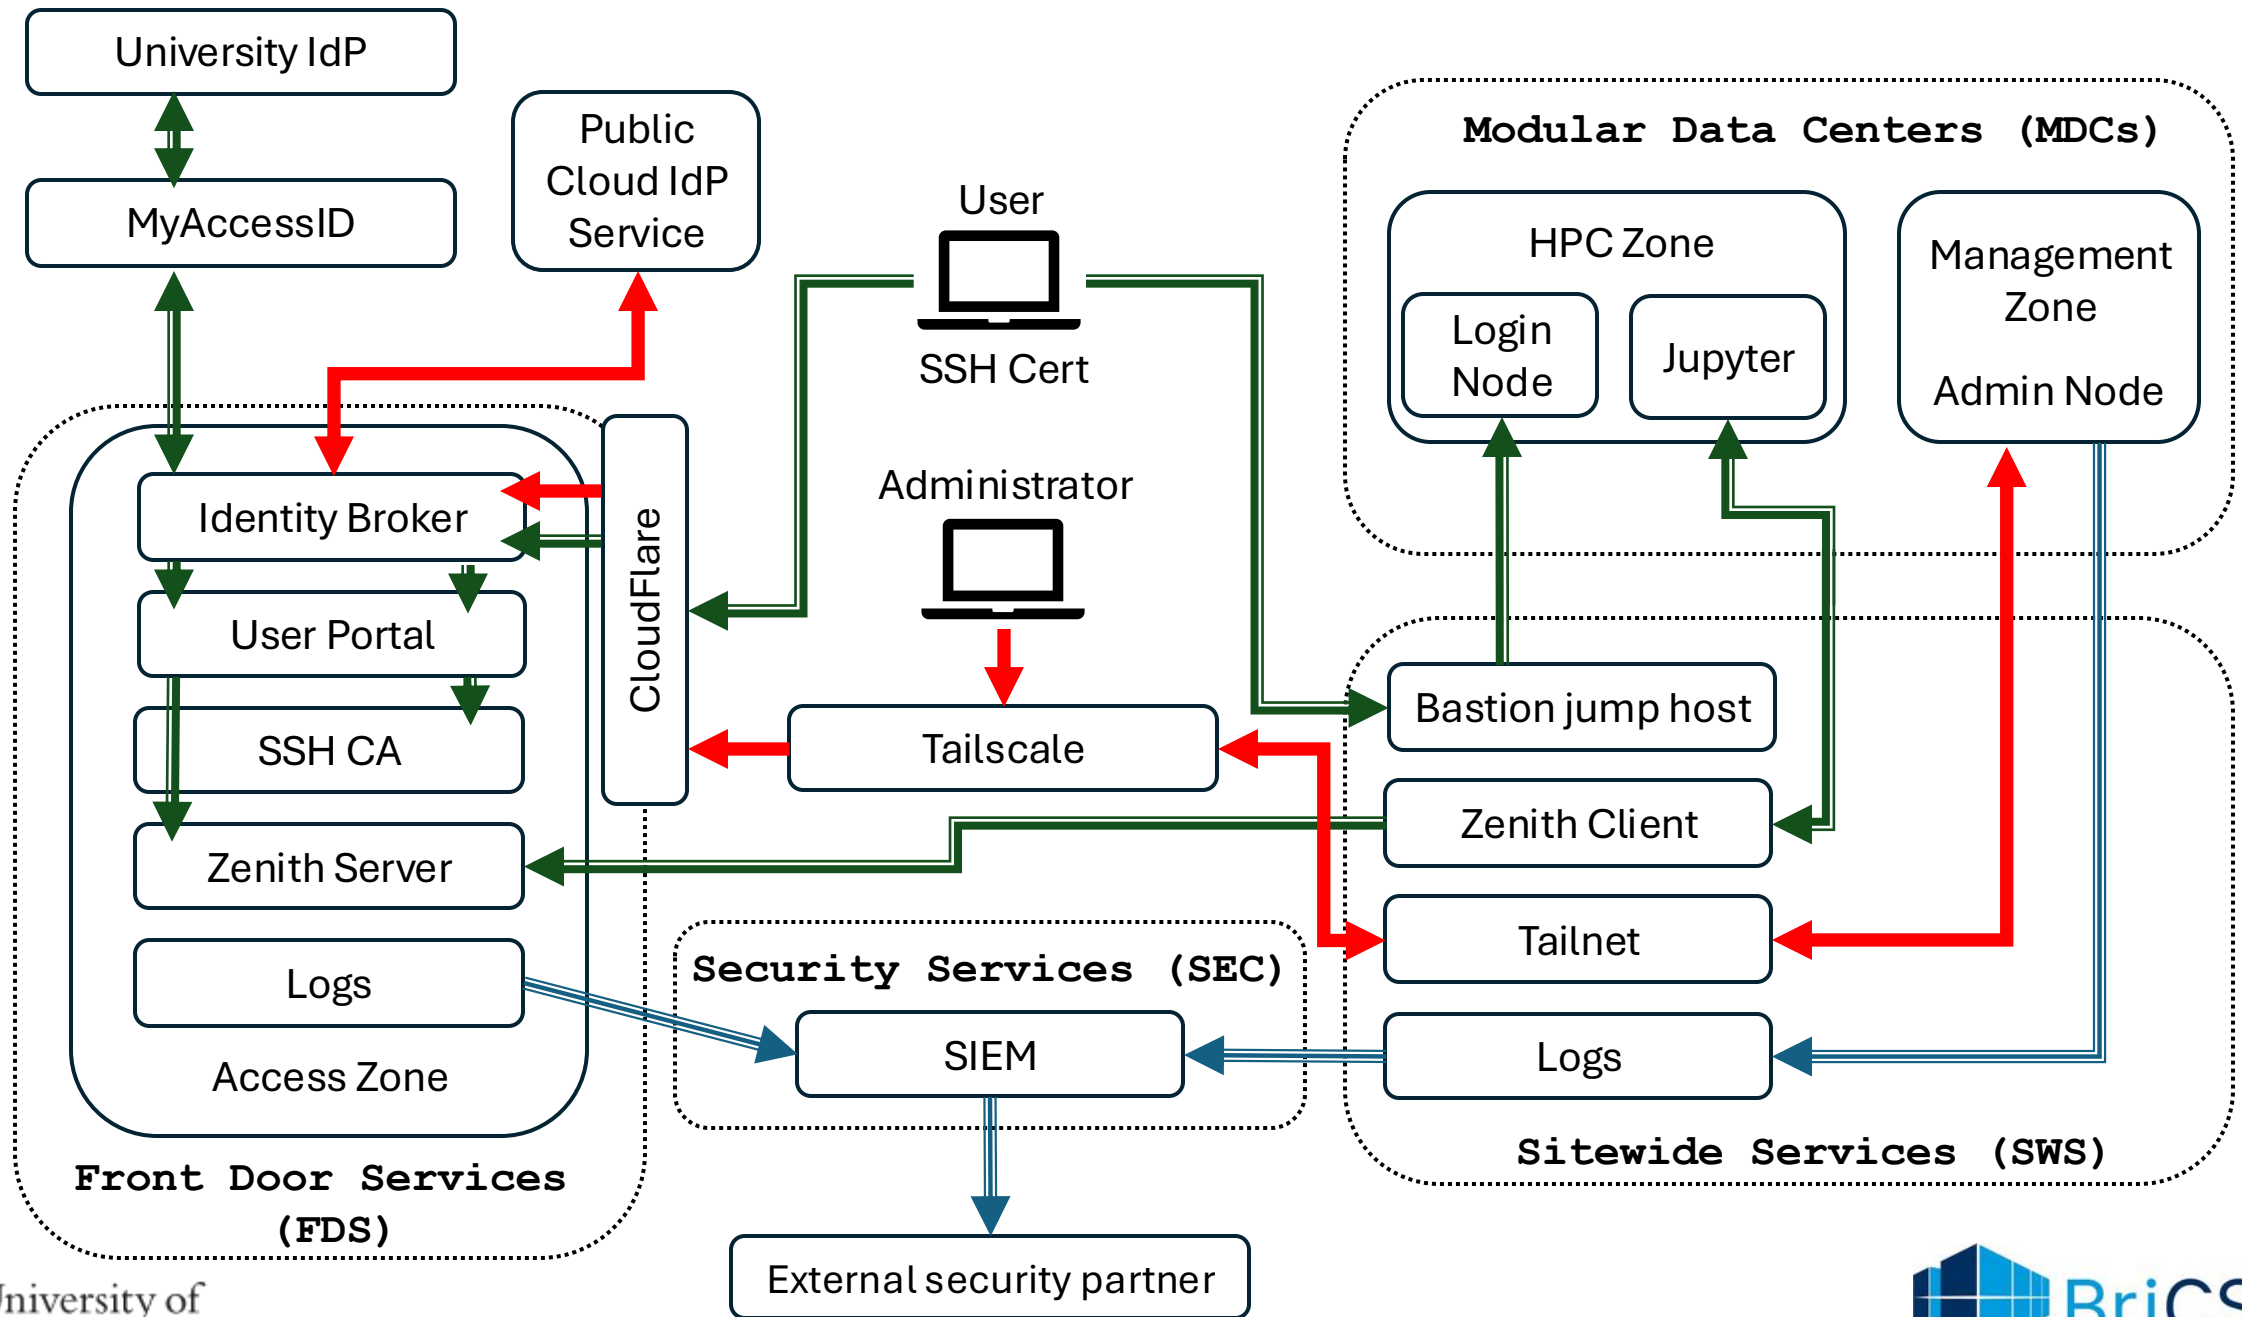 University IdP
MyAccessID
Public
Cloud IdP
Service
User
SSH Cert
Administrator
Modular Data Centers (MDCs)
HPC Zone
Login
Node
Jupyter
Management
Zone
Admin Node
Identity Broker
User Portal
SSH CA
Zenith Server
Logs
Access Zone
Front Door Services
(FDS)
CloudFlare
Tailscale
Bastion jump host
Zenith Client
Tailnet
Logs
Sitewide Services (SWS)
Security Services (SEC)
SIEM
External security partner
University of
BriCS